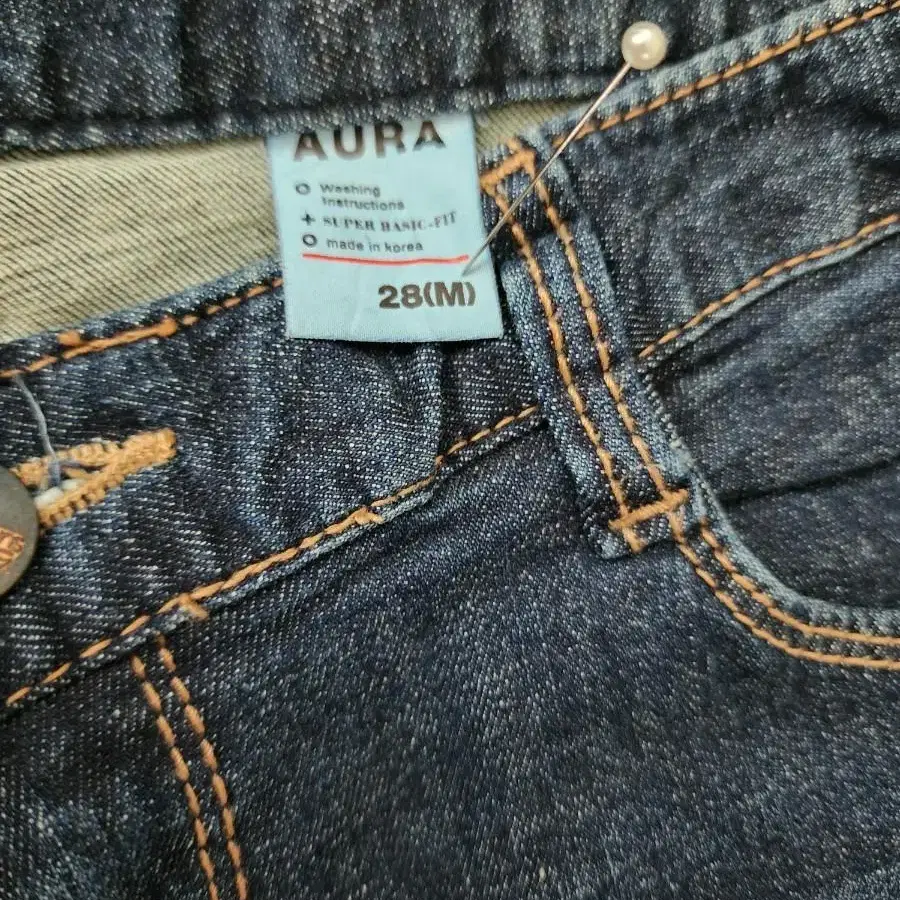 AURA
Washing
Instructions
+ SUPER BASIC-FIT
made in korea
28(M)